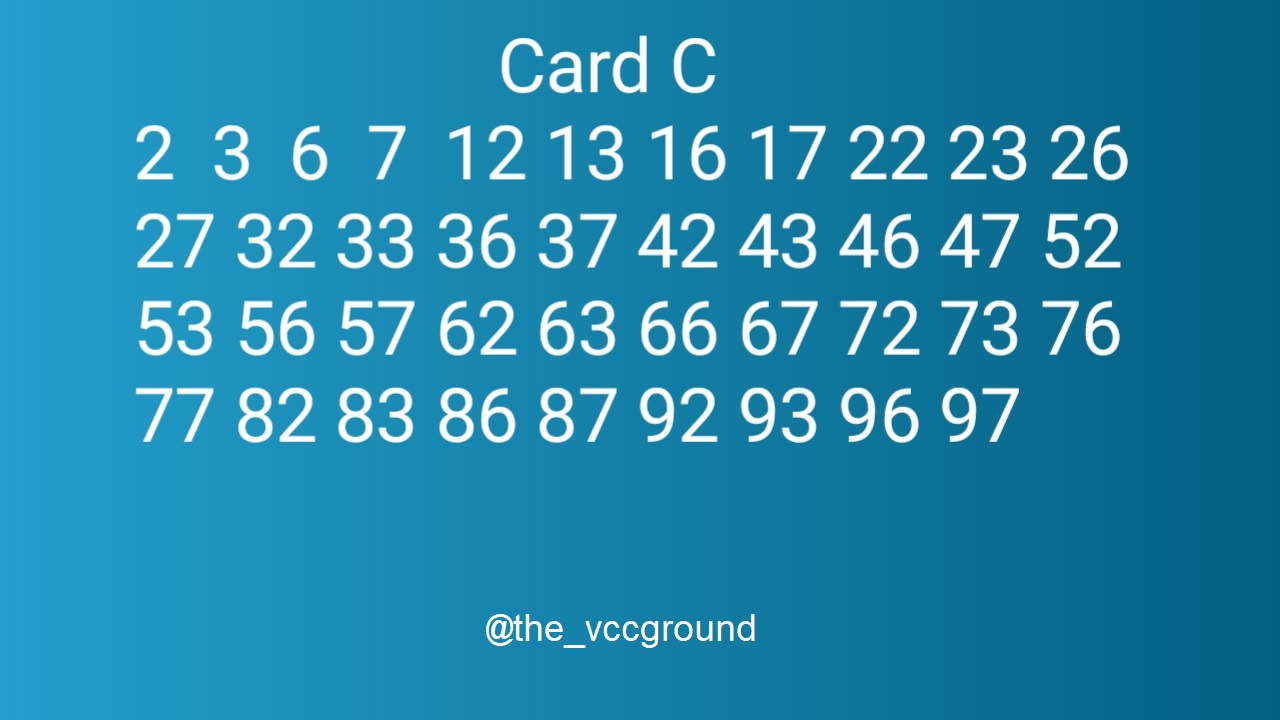 Card C
2 3 6 7 12 13 16 17 22 23 26
27 32 33 36 37 42 43 46 47 52
53 56 57 62 63 66 67 72 73 76
77 82 83 86 87 92 93 96 97
@the_vccground